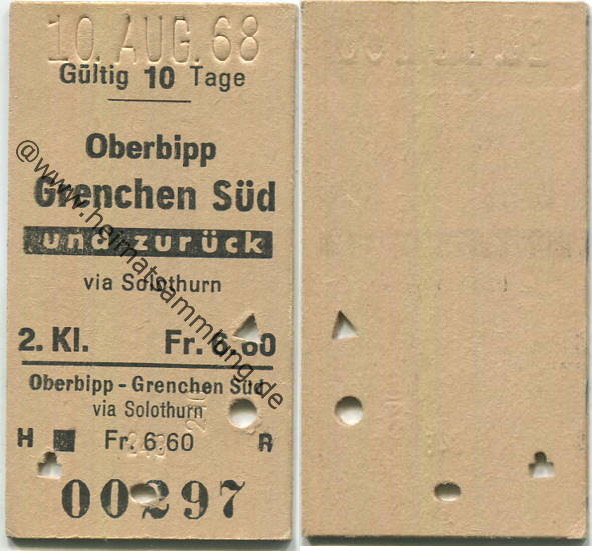 10. AUG. 68
Gültig 10 Tage
Oberbipp
Grenchen Süd
und zurück
via Solothurn
2. Kl. Fr. 6.60
Oberbipp - Grenchen Süd
via Solothurn
H Fr. 6.60 R
00297
@www.heimatsammlung.de